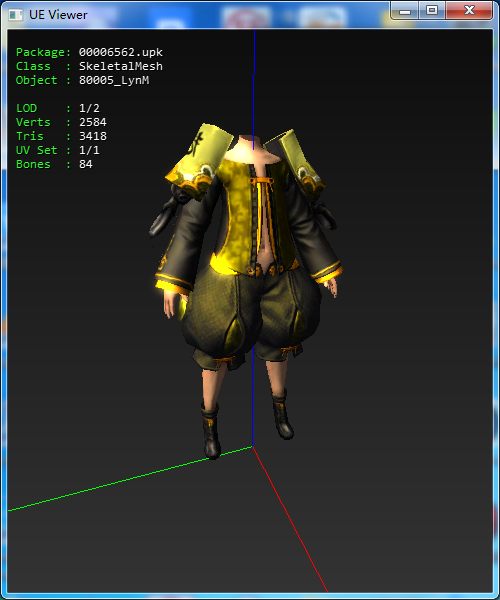 UE Viewer
Package: 00006562.upk
Class : SkeletalMesh
Object : 80005_LynM
LOD : 1/2
Verts : 2584
Tris : 3418
UV Set : 1/1
Bones : 84